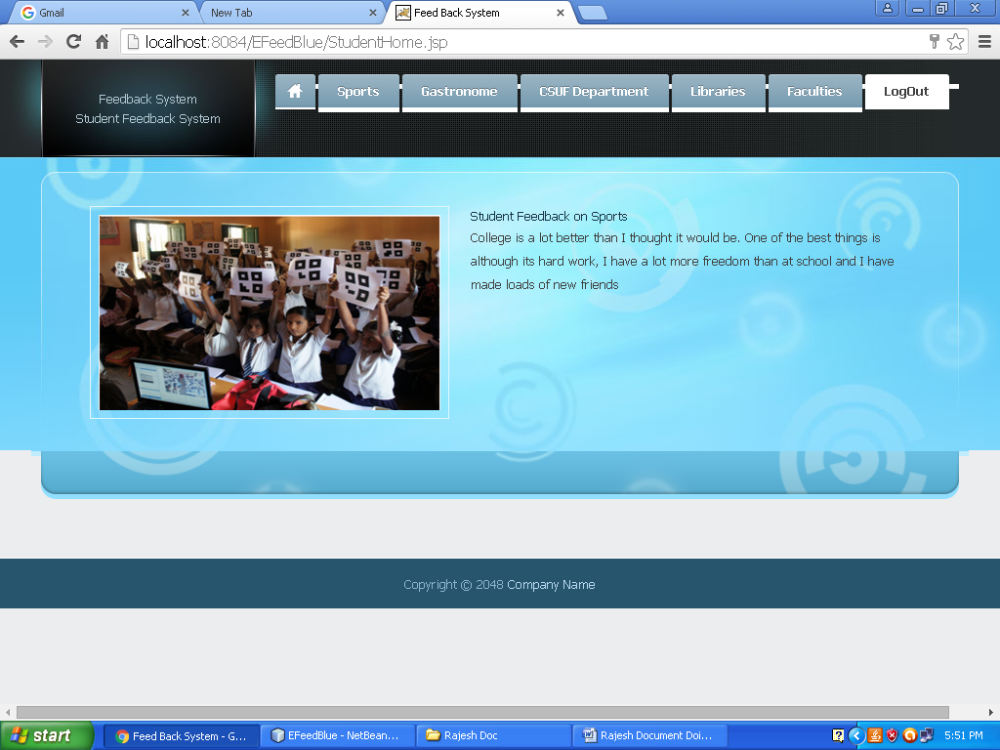 Gmail
New Tab
Feed Back System
localhost:8084/EFeedBlue/StudentHome.jsp
Feedback System
Student Feedback System
Sports
Gastronome
CSUF Department
Libraries
Faculties
LogOut
Student Feedback on Sports
College is a lot better than I thought it would be. One of the best things is
although its hard work, I have a lot more freedom than at school and I have
made loads of new friends
Copyright © 2048 Company Name
start
Feed Back System - G...
EFeedBlue - NetBean...
Rajesh Doc
Rajesh Document Doi...
5:51 PM